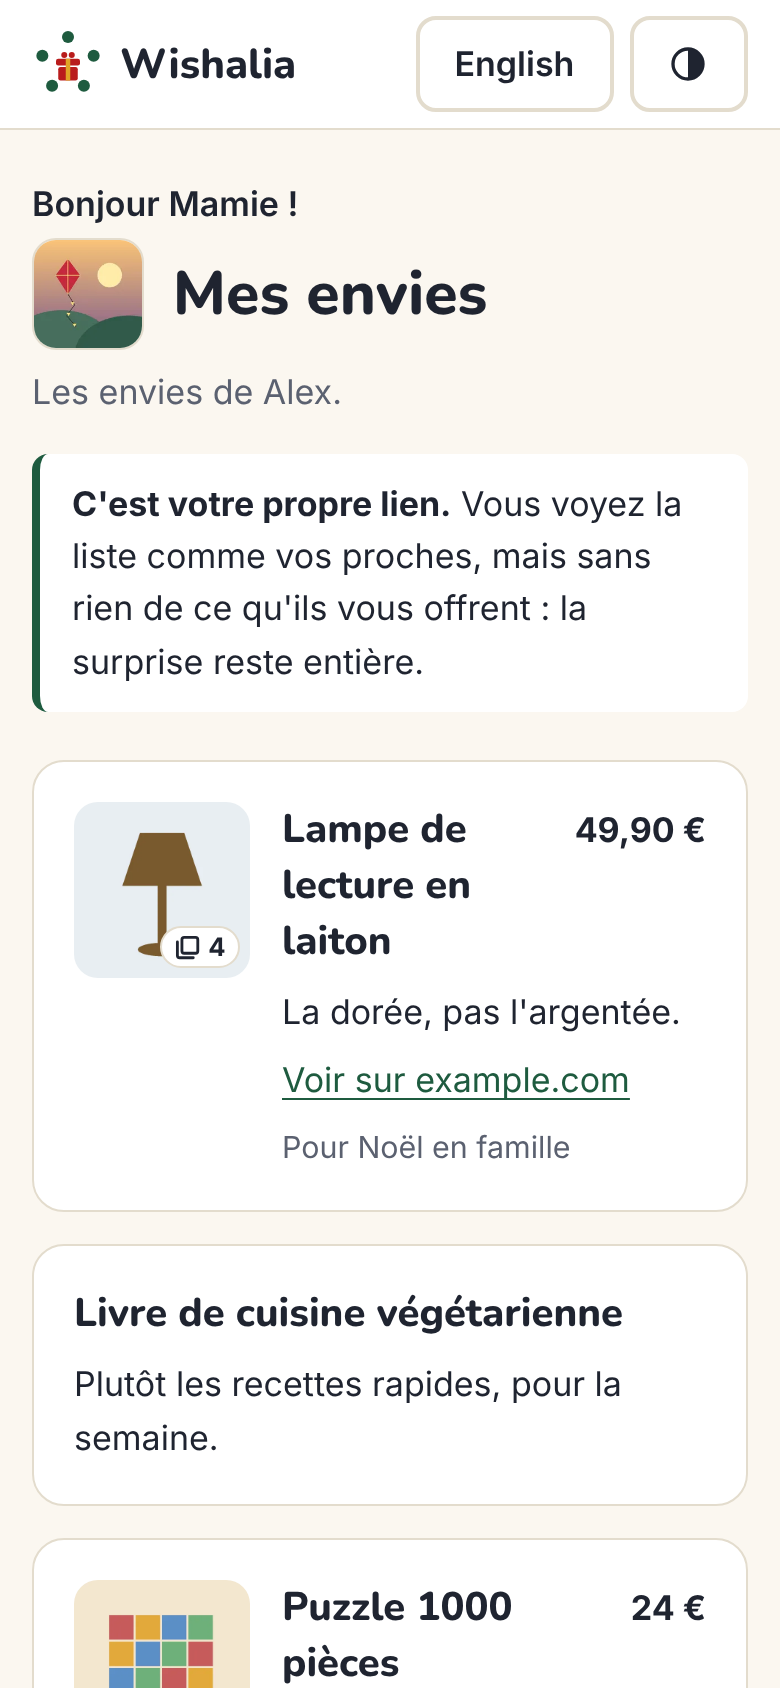 Wishalia
English
Bonjour Mamie !
Mes envies
Les envies de Alex.
C'est votre propre lien. Vous voyez la
liste comme vos proches, mais sans
rien de ce qu'ils vous offrent : la
surprise reste entière.
Lampe de
lecture en
laiton
49,90 €
4
La dorée, pas l'argentée.
Voir sur example.com
Pour Noël en famille
Livre de cuisine végétarienne
Plutôt les recettes rapides, pour la
semaine.
Puzzle 1000
pièces
24 €